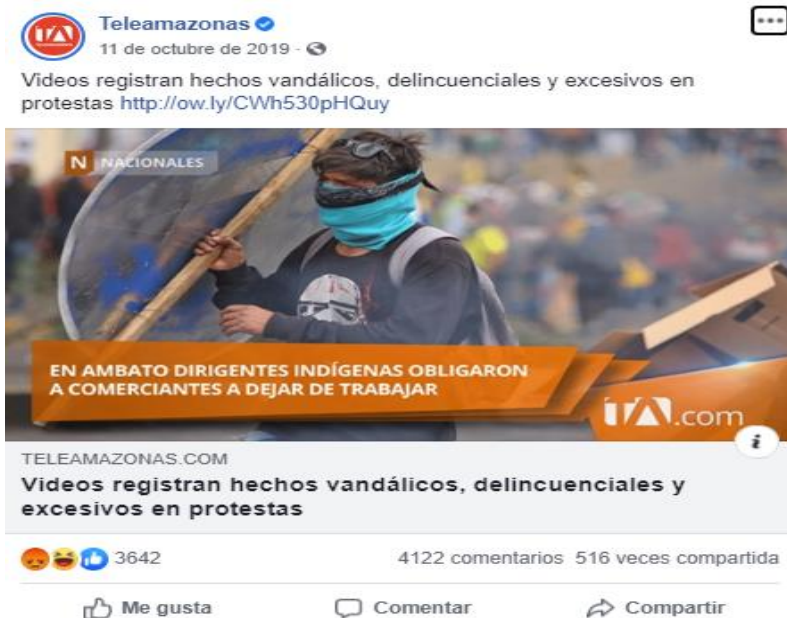 Teleamazonas
11 de octubre de 2019
Videos registran hechos vandálicos, delincuenciales y excesivos en
protestas http://ow.ly/CWh530pHQuy
N NACIONALES
EN AMBATO DIRIGENTES INDÍGENAS OBLIGARON
A COMERCIANTES A DEJAR DE TRABAJAR
TA.com
TELEAMAZONAS.COM
Videos registran hechos vandálicos, delincuenciales y
excesivos en protestas
3642
4122 comentarios 516 veces compartida
Me gusta
Comentar
Compartir